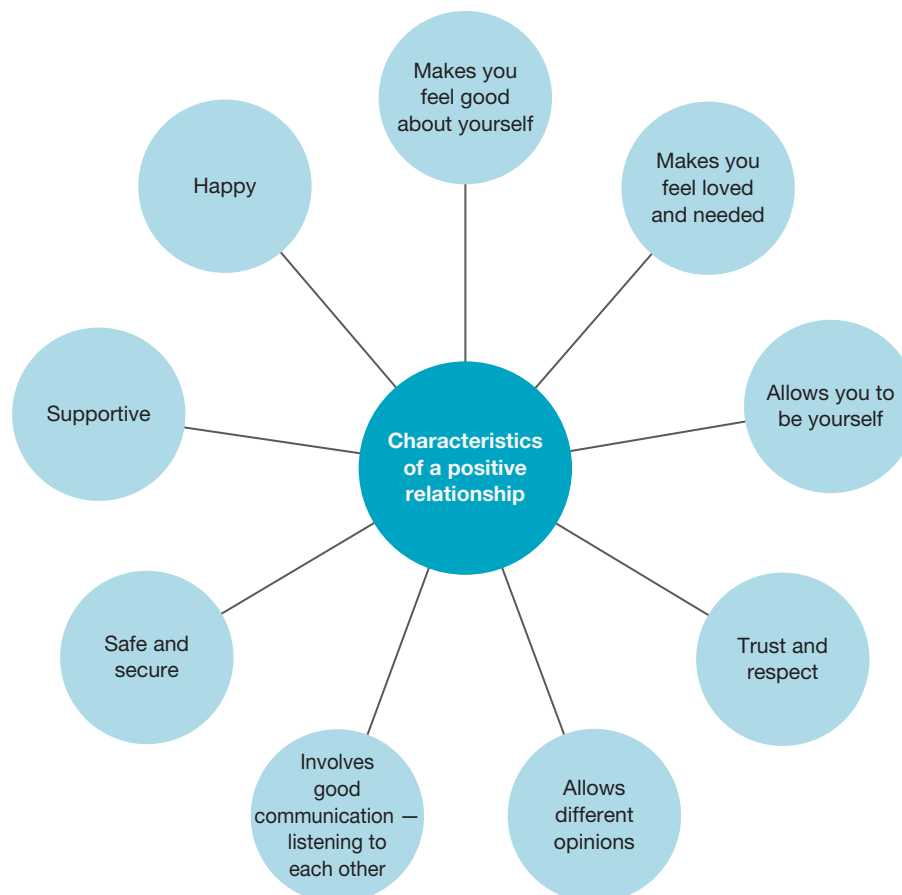 Makes you
feel good
about yourself
Makes you
feel loved
and needed
Happy
Allows you to
be yourself
Supportive
Characteristics
of a positive
relationship
Safe and
secure
Trust and
respect
Involves
good
communication —
listening to
each other
Allows
different
opinions